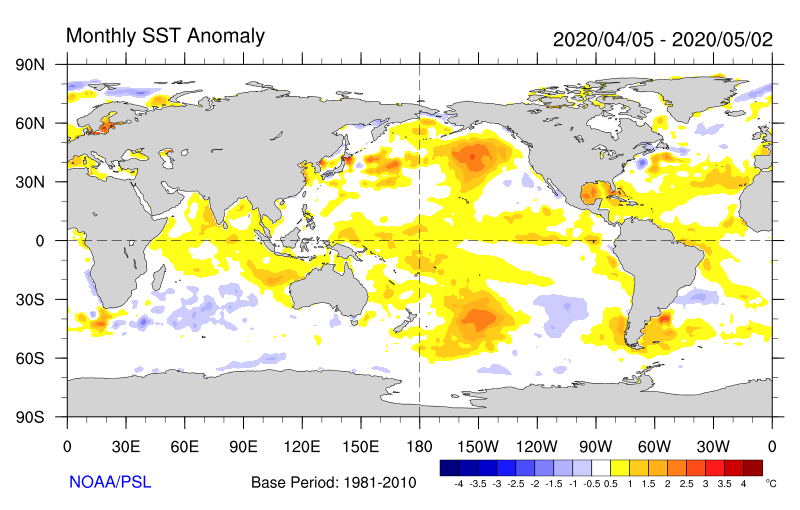 Monthly SST Anomaly 2020/04/05 - 2020/05/02
90N
60N
30N
0
30S
60S
90S
0 30E 60E 90E 120E 150E 180 150W 120W 90W 60W 30W 0
NOAA/PSL Base Period: 1981-2010
-4 -3.5 -3 -2.5 -2 -1.5 -1 -0.5 0.5 1 1.5 2 2.5 3 3.5 4 °C